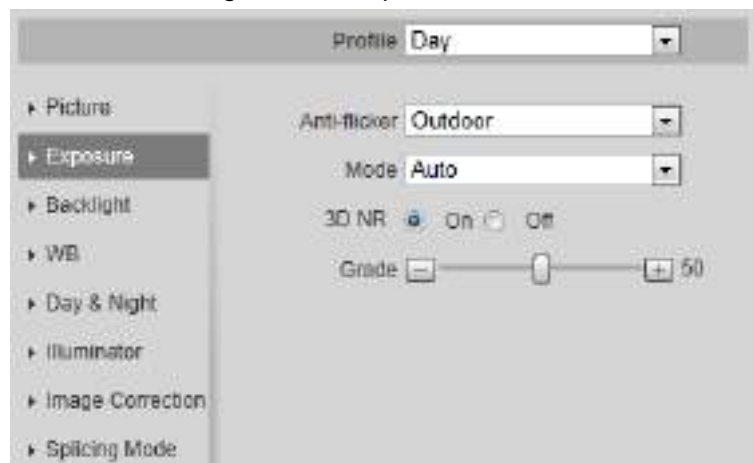 Profile Day
Picture
Anti-flicker Outdoor
Exposure
Mode Auto
Backlight
3D NR On Off
WB
Grade 50
Day & Night
Illuminator
Image Correction
Splicing Mode